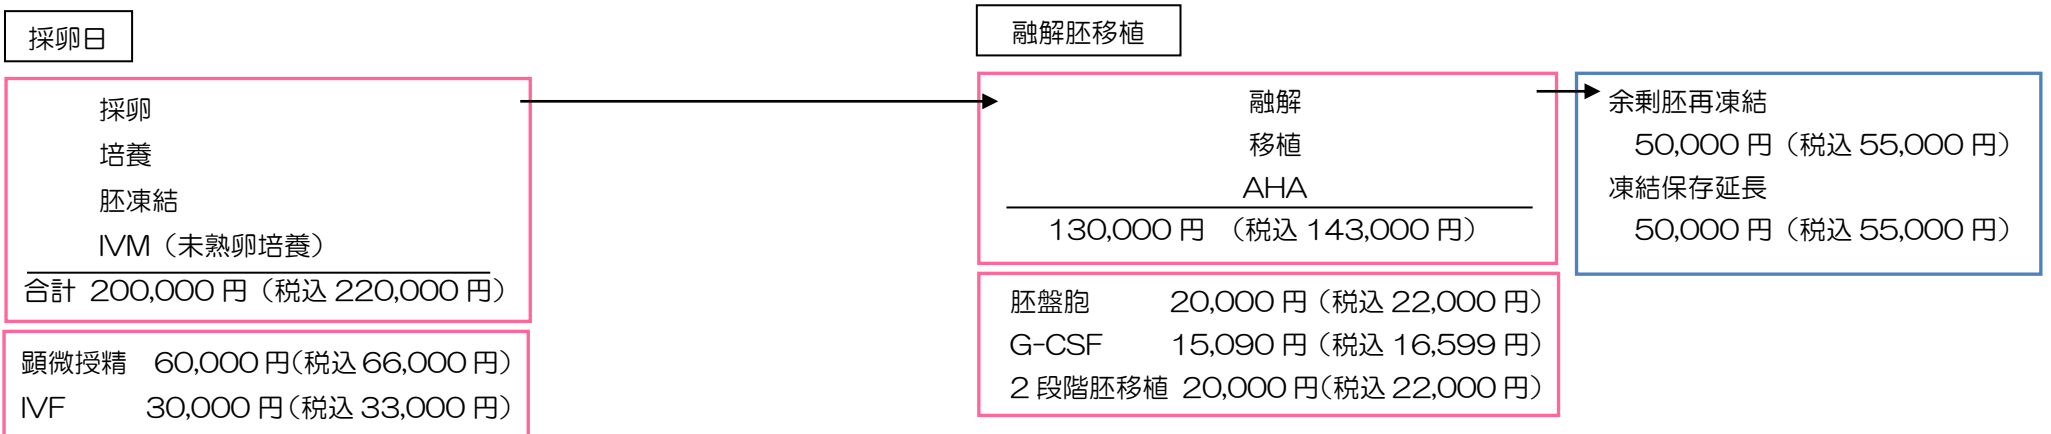 採卵日
採卵
培養
胚凍結
IVM（未熟卵培養）
合計 200,000 円（税込 220,000 円）
顕微授精 60,000 円(税込 66,000 円）
IVF 30,000 円(税込 33,000 円）
融解胚移植
融解
移植
AHA
130,000 円 （税込 143,000 円）
胚盤胞 20,000 円（税込 22,000 円）
G-CSF 15,090 円（税込 16,599 円）
2 段階胚移植 20,000 円(税込 22,000 円）
余剰胚再凍結
50,000 円（税込 55,000 円）
凍結保存延長
50,000 円（税込 55,000 円）